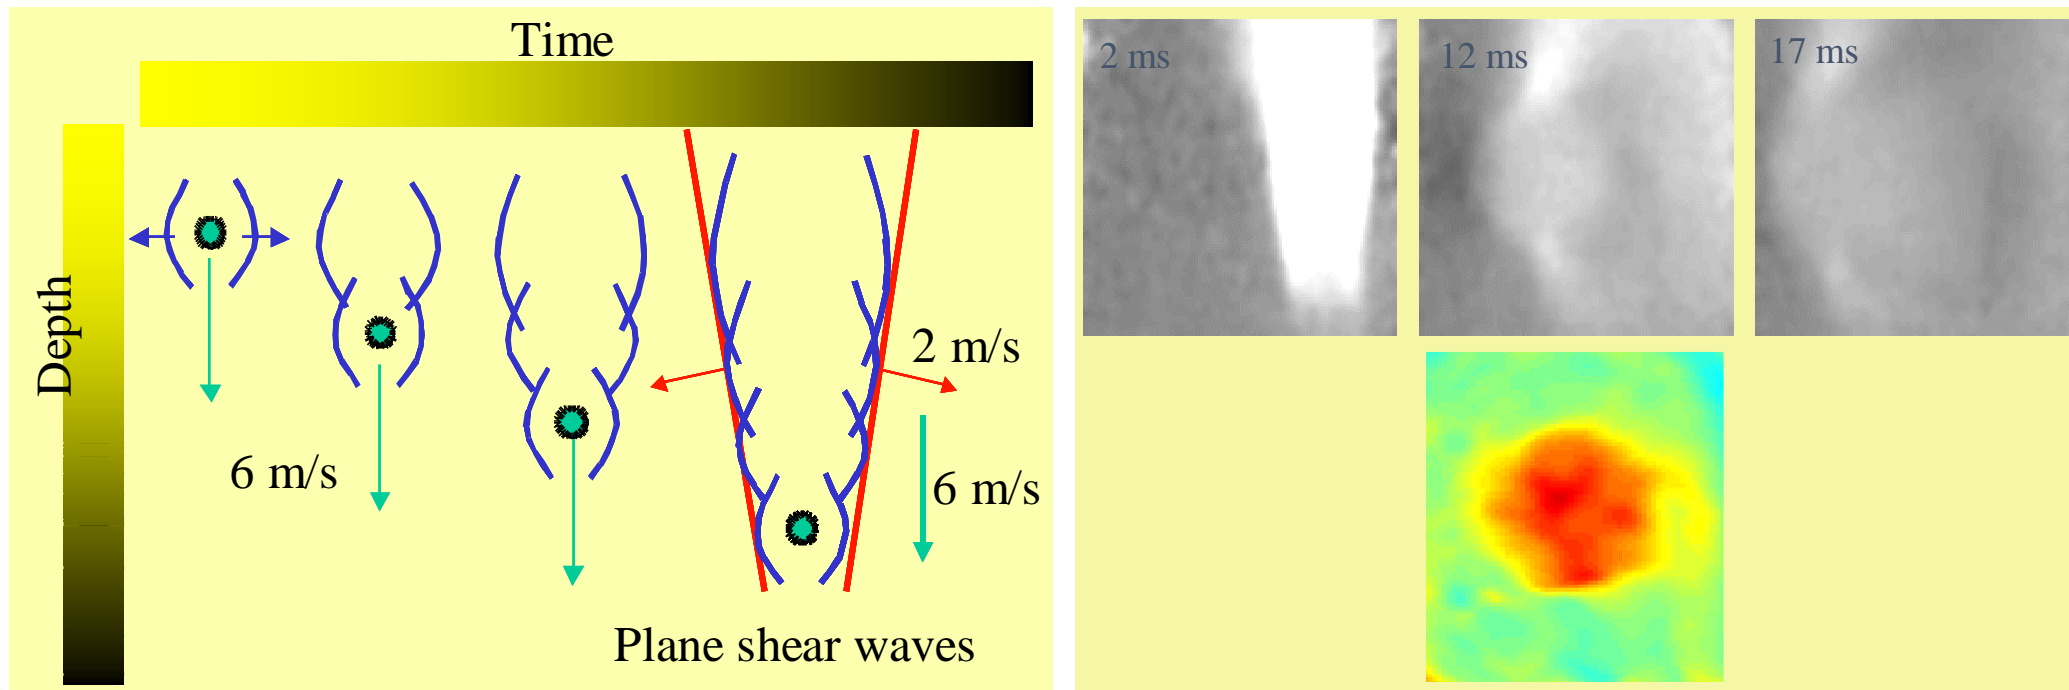 Time
Depth
6 m/s
2 m/s
6 m/s
Plane shear waves
2 ms
12 ms
17 ms